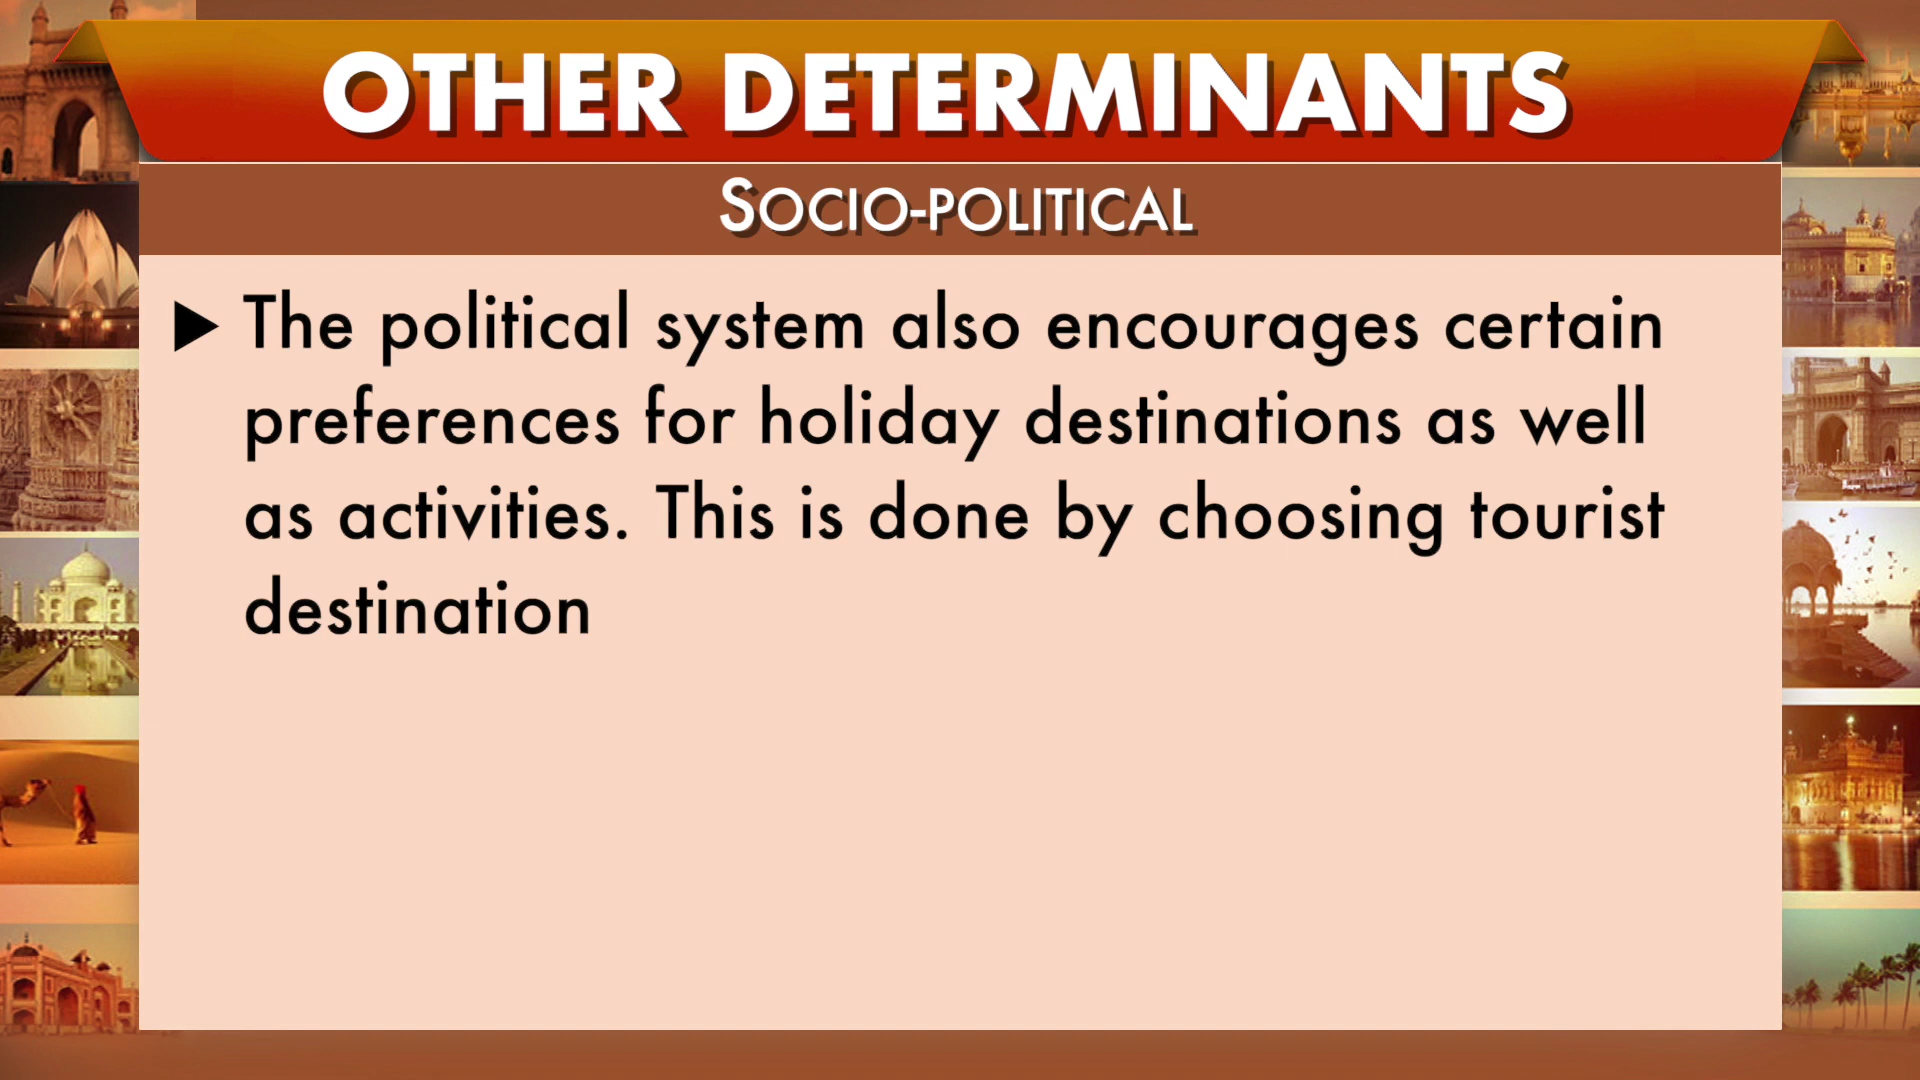 OTHER DETERMINANTS
SOCIO-POLITICAL
The political system also encourages certain
preferences for holiday destinations as well
as activities. This is done by choosing tourist
destination